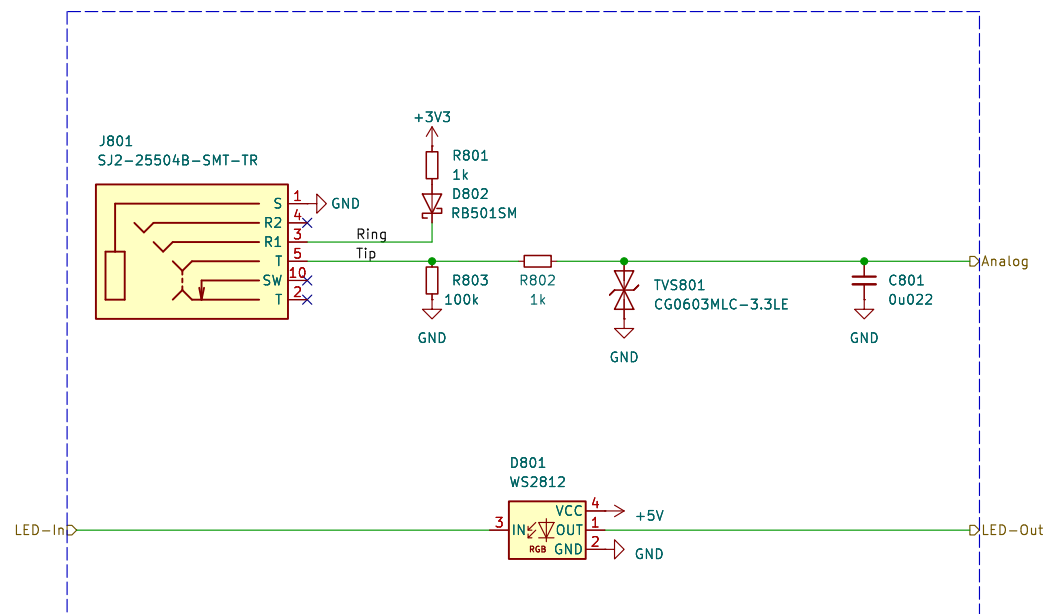 +3V3
J801
SJ2-25504B-SMT-TR
R801
1k
D802
RB501SM
S 1 GND
R2 4
R1 3 Ring
T 5 Tip
SW 10
T 2
R803
100k
GND
R802
1k
TVS801
CG0603MLC-3.3LE
GND
C801
0u022
GND
Analog
D801
WS2812
LED-In
3 IN
RGB
VCC 4 +5V
OUT 1
GND 2 GND
LED-Out